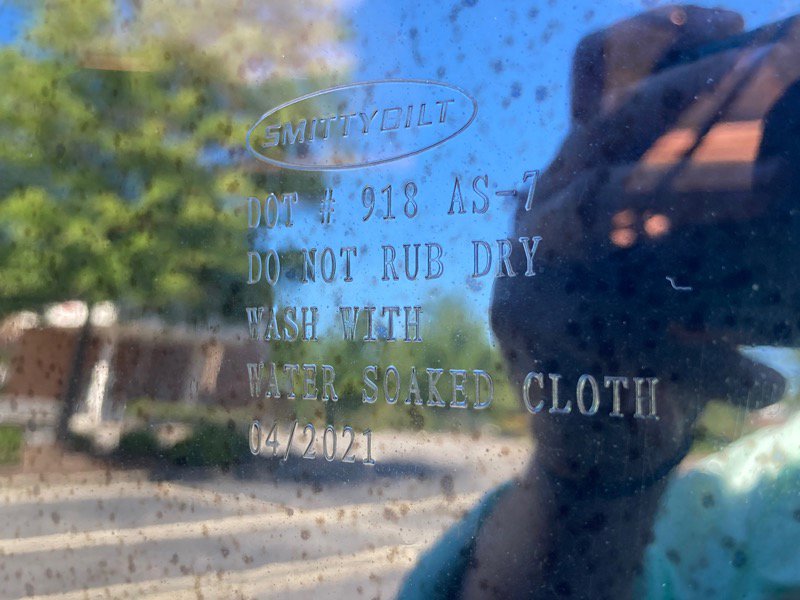 SMITTYBILT
DOT # 918 AS-7
DO NOT RUB DRY
WASH WITH
WATER SOAKED CLOTH
04/2021